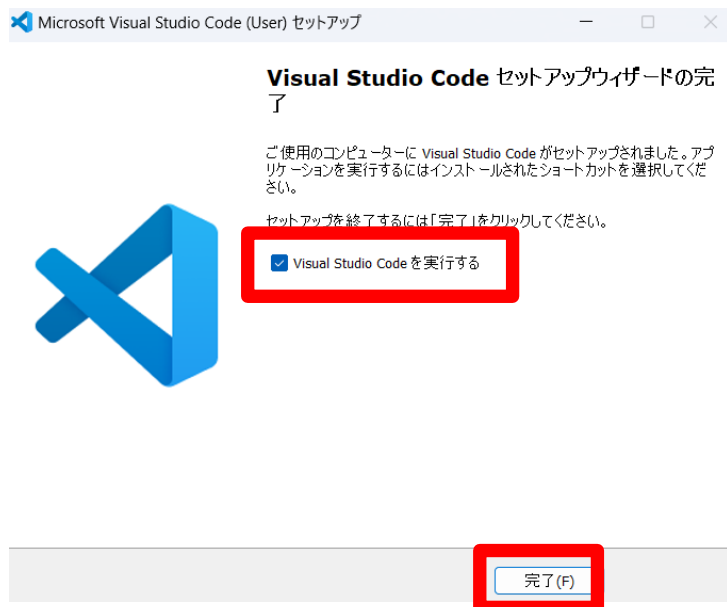 Microsoft Visual Studio Code (User) セットアップ
Visual Studio Code セットアップウィザードの完
了
ご使用のコンピューターに Visual Studio Code がセットアップされました。アプ
リケーションを実行するにはインストールされたショートカットを選択してくだ
さい。
セットアップを終了するには「完了」をクリックしてください。
Visual Studio Code を実行する
完了(F)